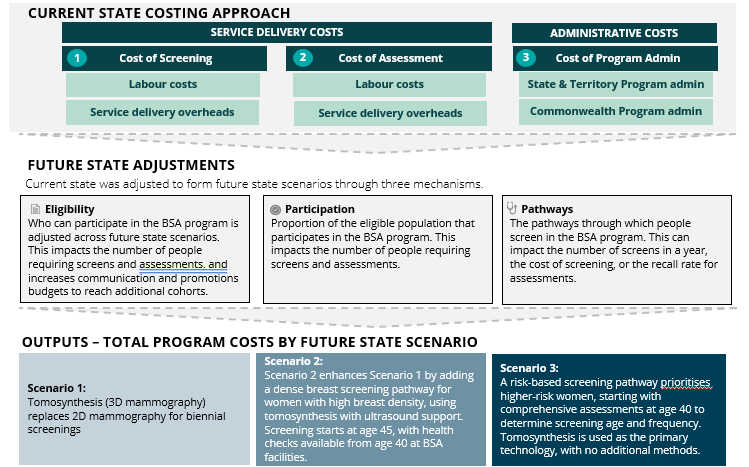 CURRENT STATE COSTING APPROACH
SERVICE DELIVERY COSTS
ADMINISTRATIVE COSTS
1 Cost of Screening
2 Cost of Assessment
3 Cost of Program Admin
Labour costs
Labour costs
State & Territory Program admin
Service delivery overheads
Service delivery overheads
Commonwealth Program admin
FUTURE STATE ADJUSTMENTS
Current state was adjusted to form future state scenarios through three mechanisms.
Eligibility
Who can participate in the BSA program is
adjusted across future state scenarios.
This impacts the number of people
requiring screens and assessments, and
increases communication and promotions
budgets to reach additional cohorts.
Participation
Proportion of the eligible population that
participates in the BSA program. This
impacts the number of people requiring
screens and assessments.
Pathways
The pathways through which people
screen in the BSA program. This can
impact the number of screens in a year,
the cost of screening, or the recall rate for
assessments.
OUTPUTS – TOTAL PROGRAM COSTS BY FUTURE STATE SCENARIO
Scenario 1:
Tomosynthesis (3D mammography)
replaces 2D mammography for biennial
screenings
Scenario 2:
Scenario 2 enhances Scenario 1 by adding
a dense breast screening pathway for
women with high breast density, using
tomosynthesis with ultrasound support.
Screening starts at age 45, with health
checks available from age 40 at BSA
facilities.
Scenario 3:
A risk-based screening pathway prioritises
higher-risk women, starting with
comprehensive assessments at age 40 to
determine screening age and frequency.
Tomosynthesis is used as the primary
technology, with no additional methods.